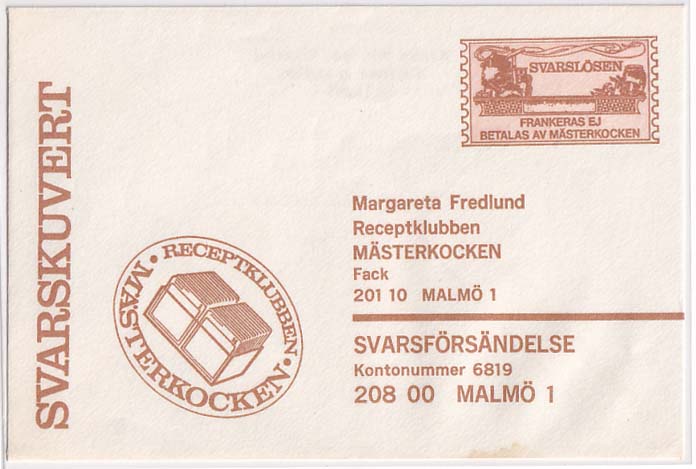 SVARSKUVERT
SVARSLÖSEN
FRANKERAS EJ
BETALAS AV MÄSTERKOCKEN
Margareta Fredlund
Receptklubben
MÄSTERKOCKEN
Fack
201 10 MALMÖ 1
SVARSFÖRSÄNDELSE
Kontonummer 6819
208 00 MALMÖ 1
• RECEPTKLUBBEN •
MÄSTERKOCKEN